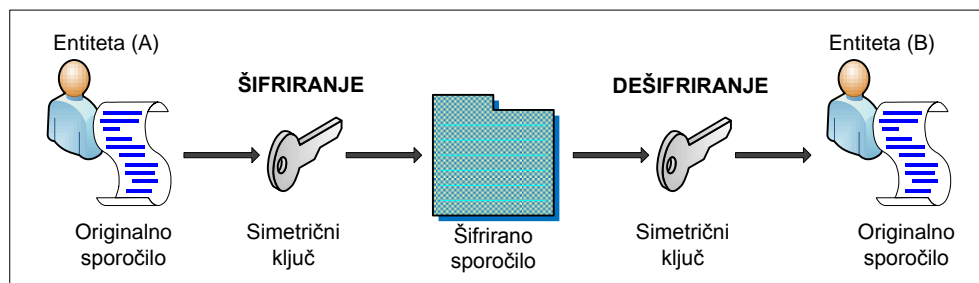 Entiteta (A)
Entiteta (B)
ŠIFRIRANJE
DEŠIFRIRANJE
Originalno
sporočilo
Simetrični
ključ
Šifrirano
sporočilo
Simetrični
ključ
Originalno
sporočilo